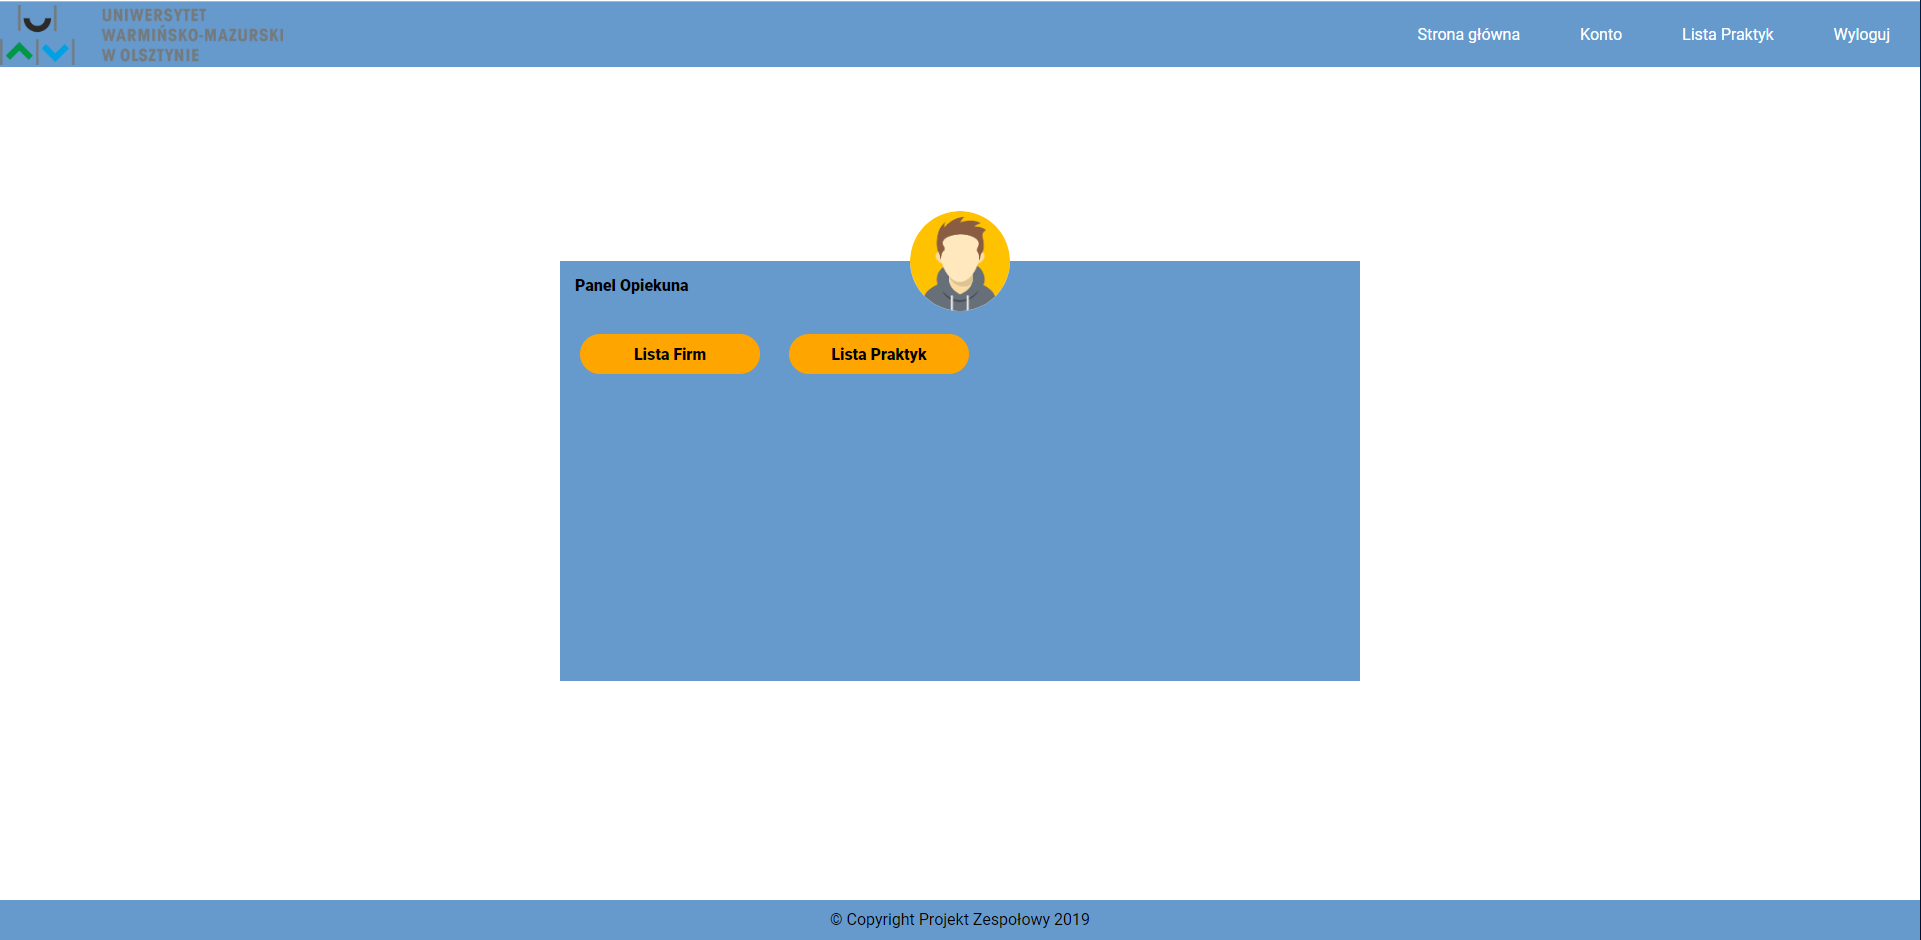 UNIWERSYTET
WARMIŃSKO-MAZURSKI
W OLSZTYNIE
Strona główna
Konto
Lista Praktyk
Wyloguj
Panel Opiekuna
Lista Firm
Lista Praktyk
© Copyright Projekt Zespołowy 2019